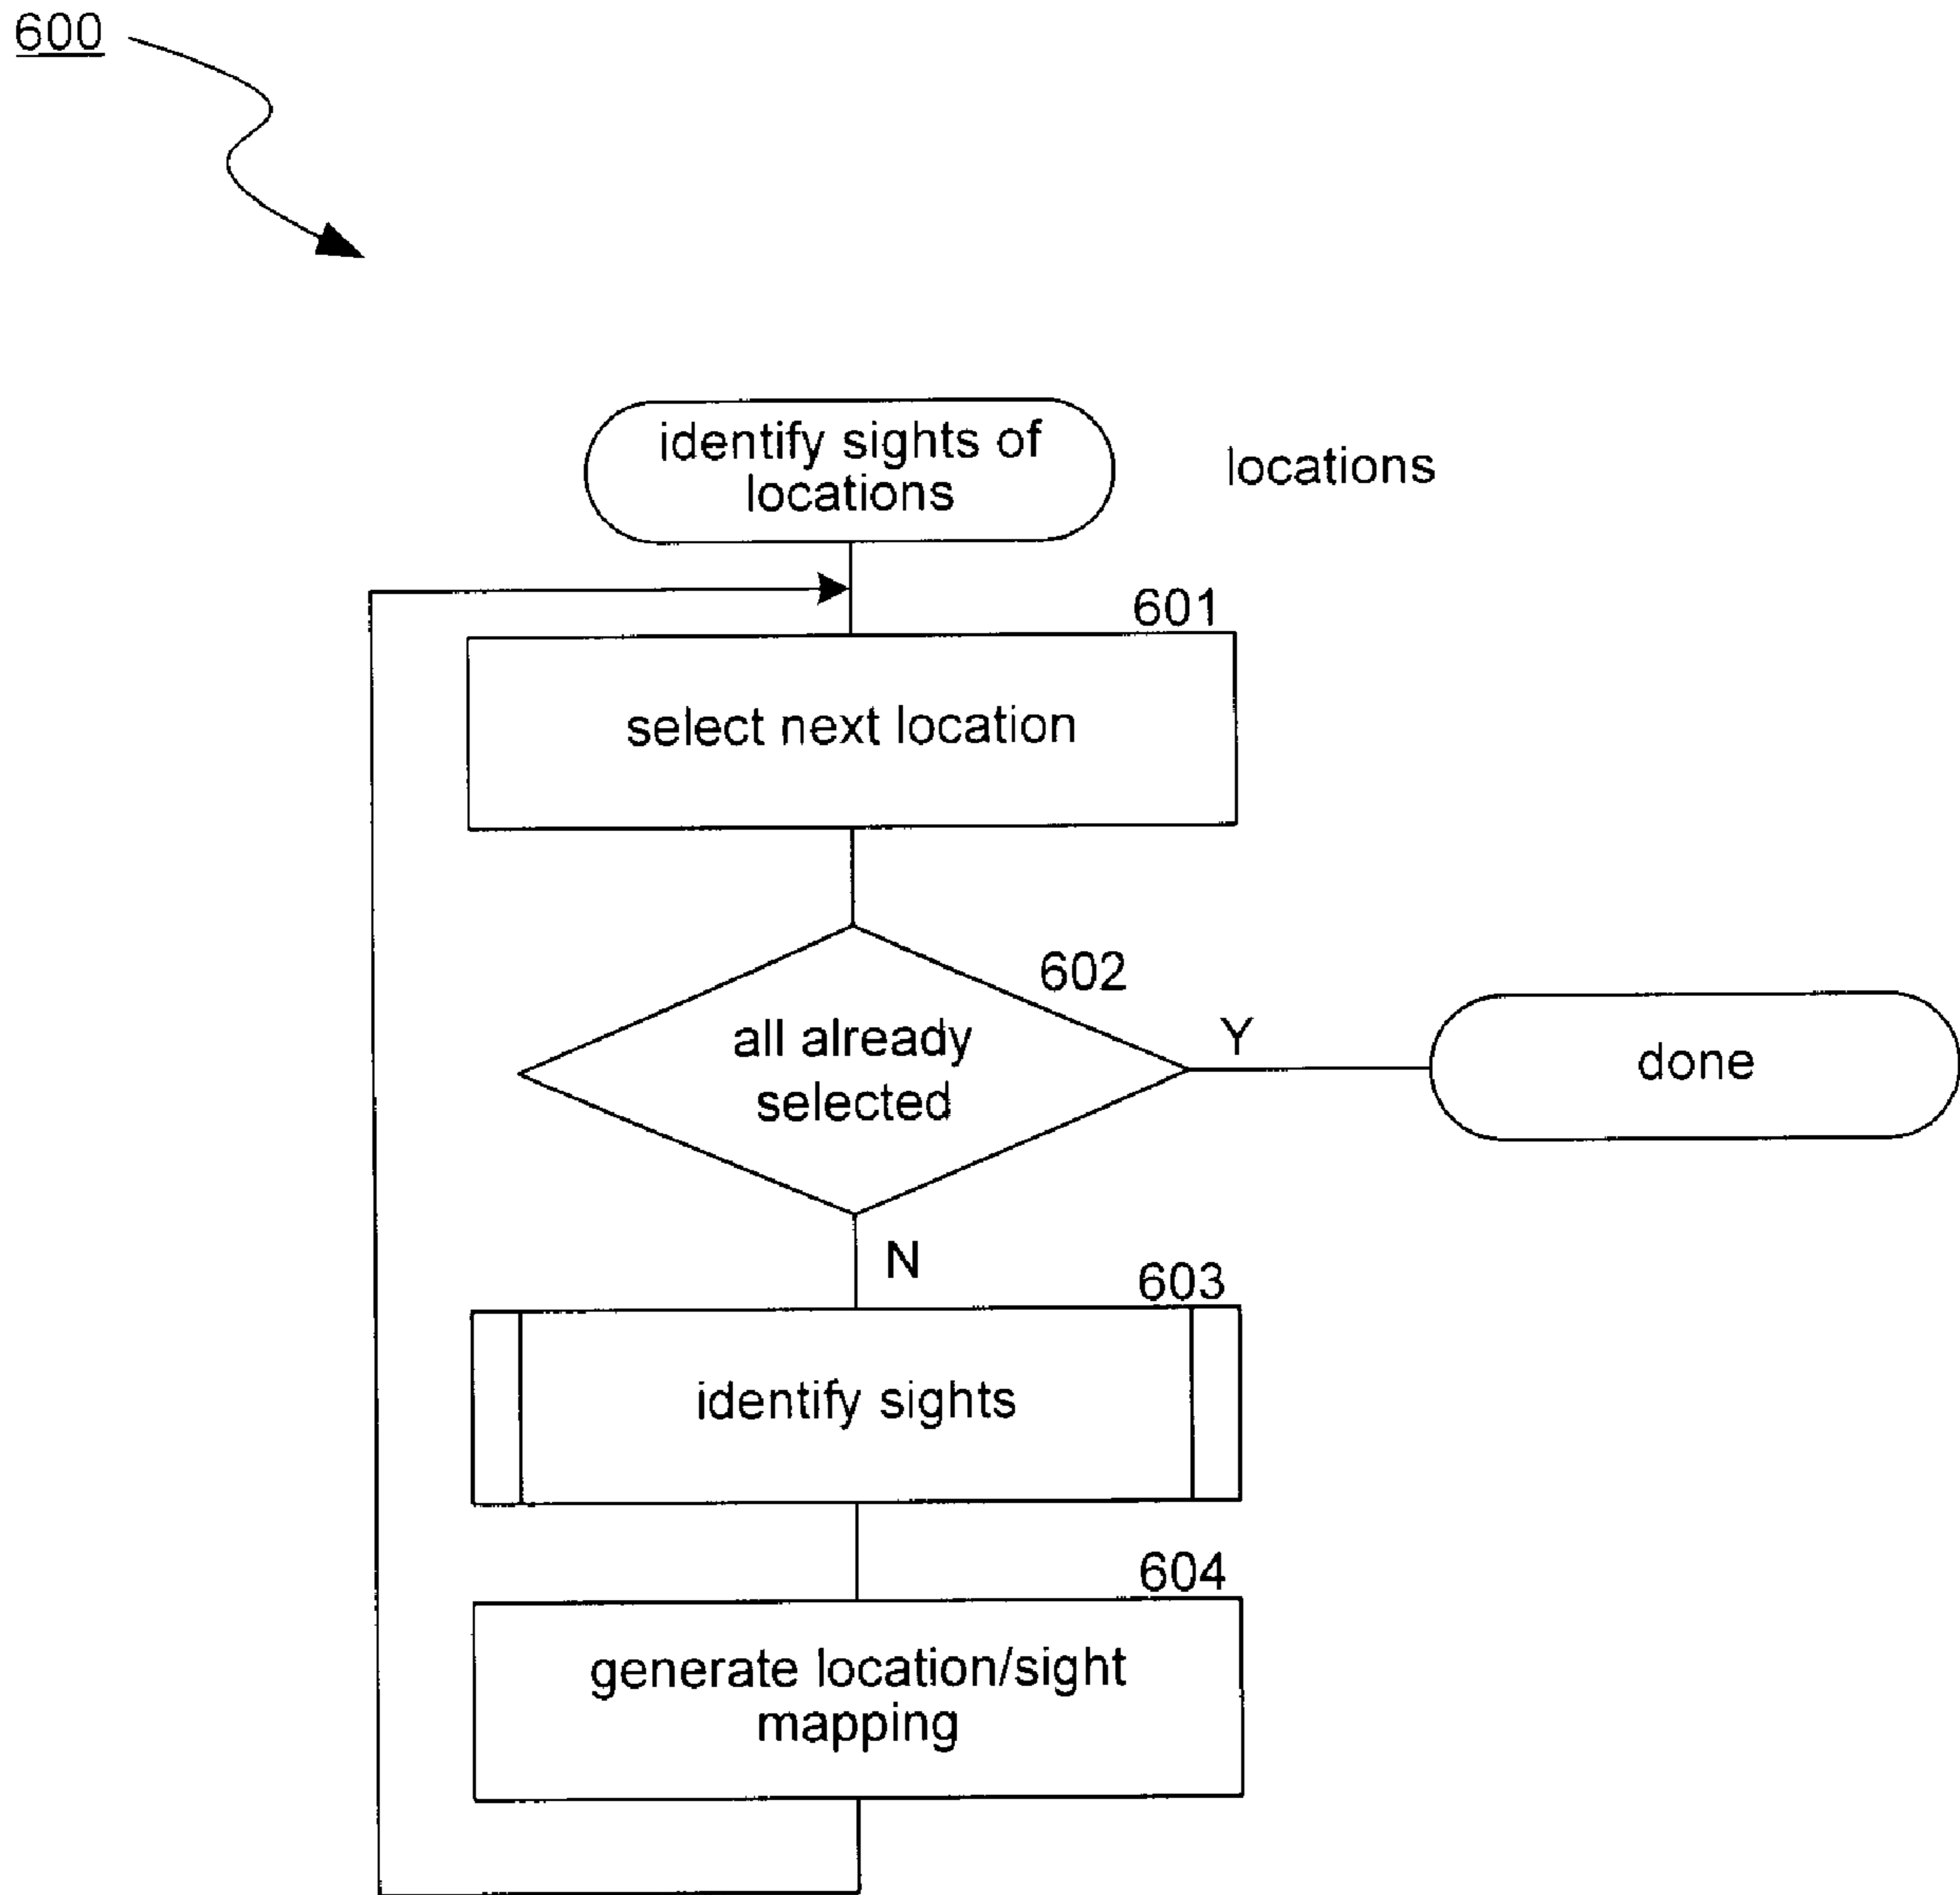 600
identify sights of
locations
locations
601
select next location
602
all already
selected
Y
done
N
603
identify sights
604
generate location/sight
mapping